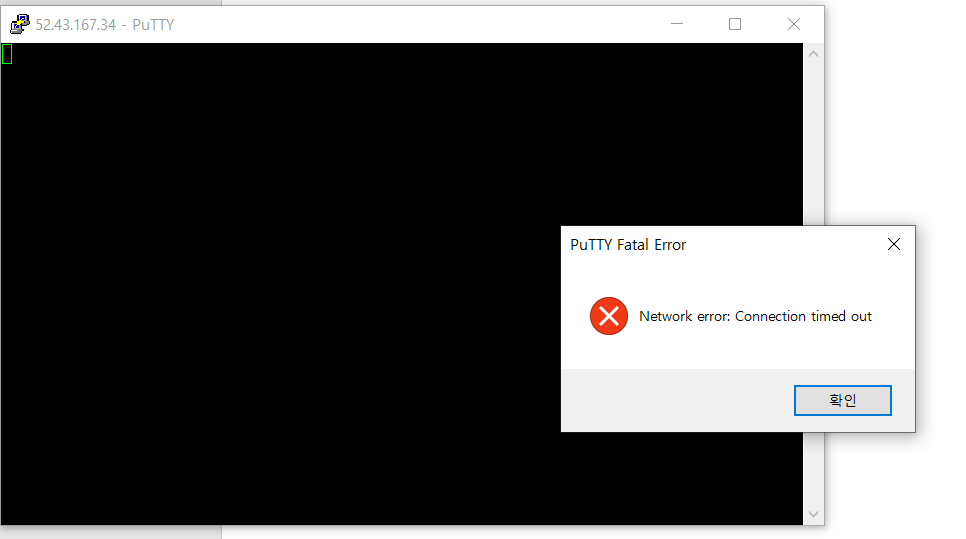 52.43.167.34 - PuTTY
PuTTY Fatal Error
Network error: Connection timed out
확인